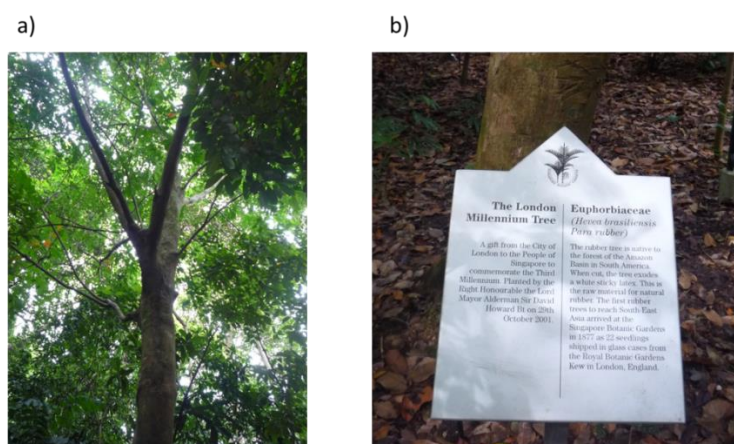 a)
b)
The London
Millennium Tree
A gift from the City of
London to the People of
Singapore to
commemorate the Third
Millennium. Planted by the
Right Honourable the Lord
Mayor Alderman Sir David
Howard Bt on 29th
October 2001.
Euphorbiaceae
(Hevea brasiliensis
Para rubber)
The rubber tree is native to
the forest of the Amazon
Basin in South America.
When cut, the tree exudes
a white sticky latex. This is
the raw material for natural
rubber. The first rubber
trees to reach South East
Asia arrived at the
Singapore Botanic Gardens
in 1877 as 22 seedlings
shipped in glass cases from
the Royal Botanic Gardens
Kew in London, England.